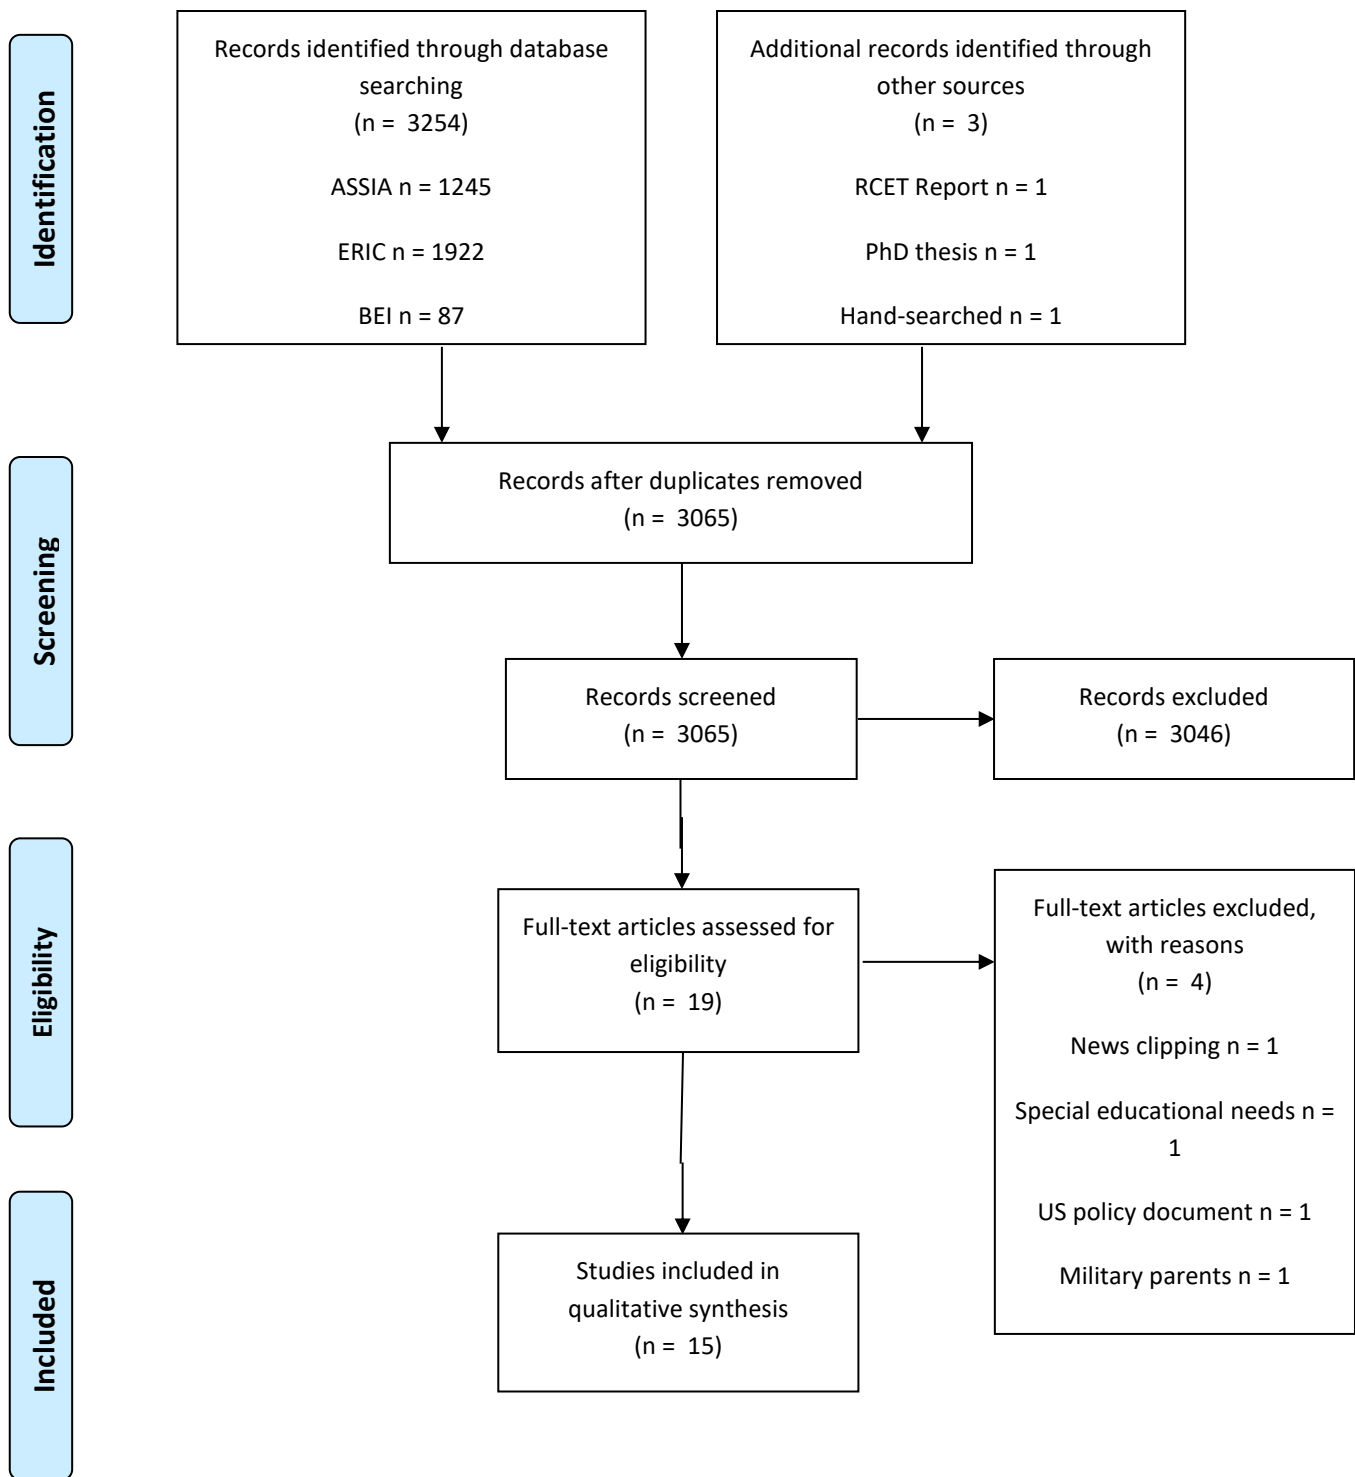 Identification
Records identified through database
searching
(n = 3254)
ASSIA n = 1245
ERIC n = 1922
BEI n = 87
Additional records identified through
other sources
(n = 3)
RCET Report n = 1
PhD thesis n = 1
Hand-searched n = 1
Screening
Records after duplicates removed
(n = 3065)
Records screened
(n = 3065)
Records excluded
(n = 3046)
Eligibility
Full-text articles assessed for
eligibility
(n = 19)
Full-text articles excluded,
with reasons
(n = 4)
News clipping n = 1
Special educational needs n =
1
US policy document n = 1
Military parents n = 1
Included
Studies included in
qualitative synthesis
(n = 15)